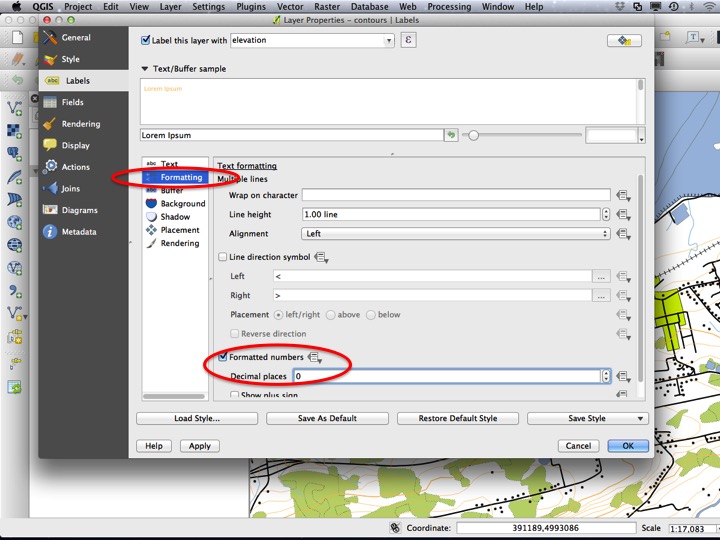 QGIS File Edit View Layer Settings Plugins Vector Raster Database Web Processing Window Help
Layer Properties - contours | Labels
General
Style
abc Labels
Fields
Rendering
Display
Actions
Joins
Diagrams
Metadata
Label this layer with elevation ε
Text/Buffer sample
Lorem Ipsum
Lorem Ipsum
abc Text
Formatting
abc Buffer
Background
Shadow
Placement
Rendering
Text formatting
Multiple lines
Wrap on character
Line height 1.00 line
Alignment Left
Line direction symbol
Left < ...
Right > ...
Placement left/right above below
Reverse direction
Formatted numbers
Decimal places 0
Show plus sign
Load Style... Save As Default Restore Default Style Save Style
Help Apply Cancel OK
Coordinate: 391189,4993086 Scale 1:17,083